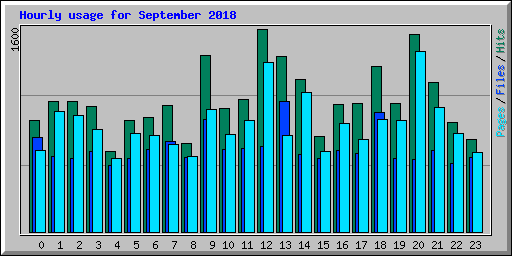 Hourly usage for September 2018
1600
Pages / Files / Hits
0 1 2 3 4 5 6 7 8 9 10 11 12 13 14 15 16 17 18 19 20 21 22 23